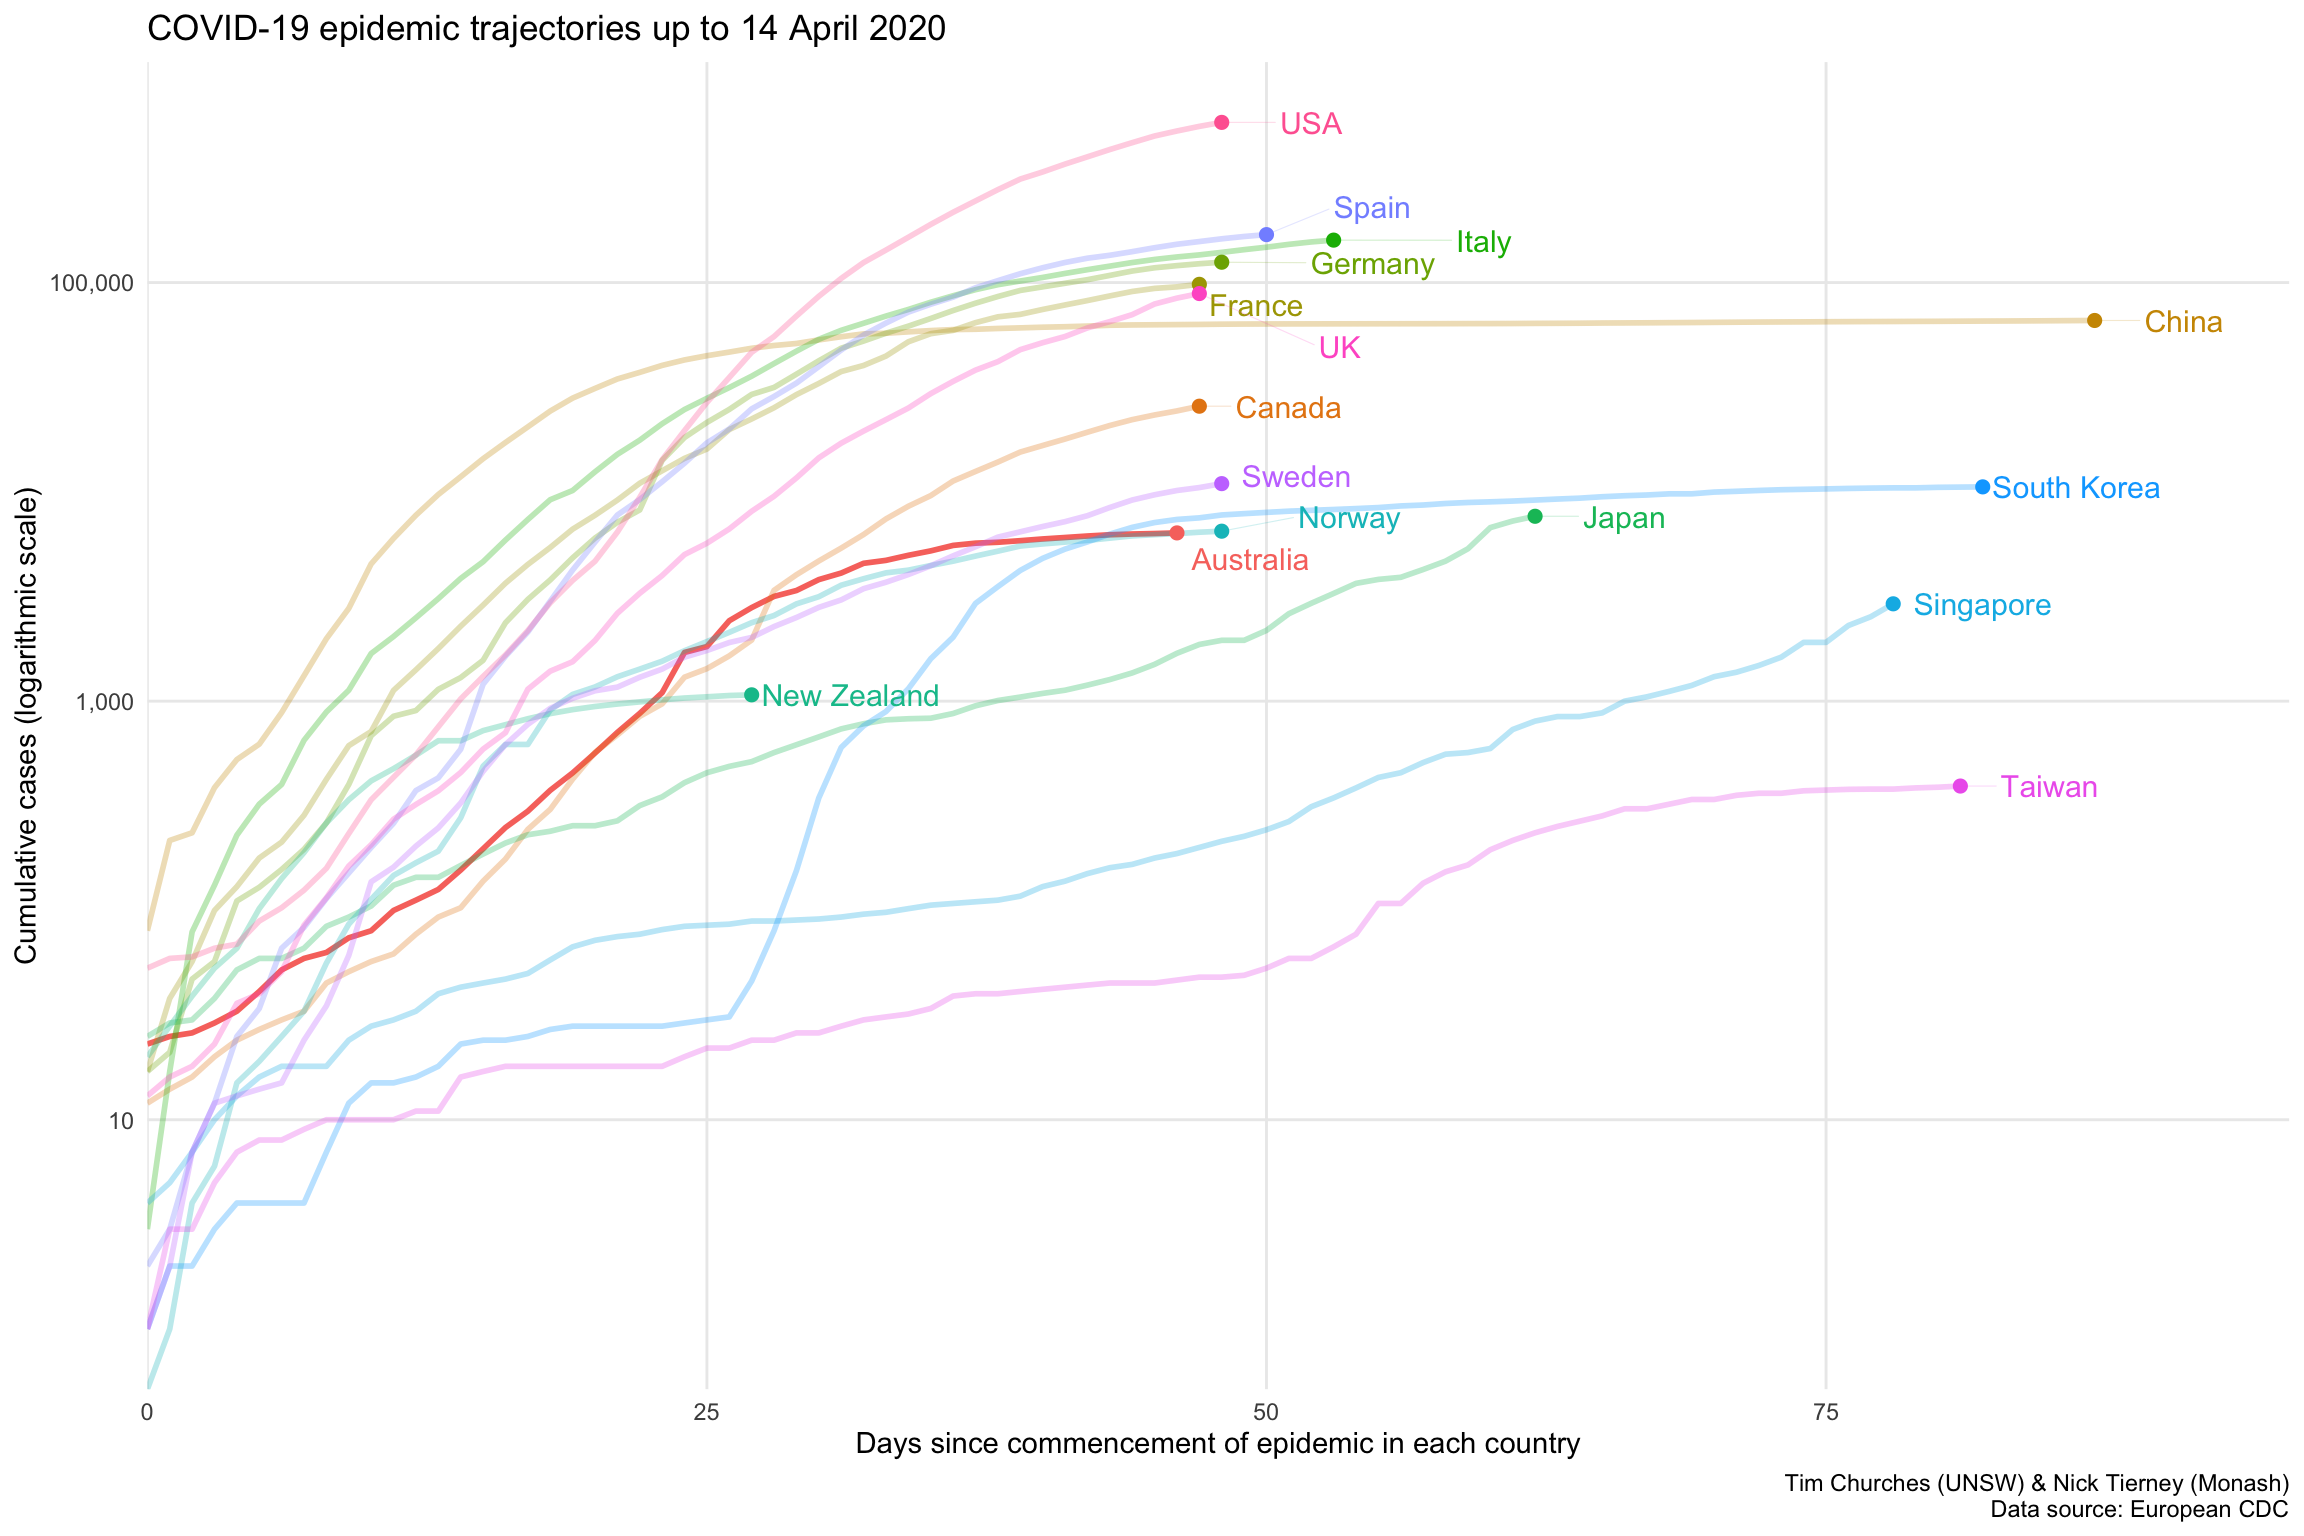 COVID-19 epidemic trajectories up to 14 April 2020
USA
Spain
Italy
Germany
100,000
France
China
UK
Canada
Sweden
South Korea
Norway
Japan
Australia
Singapore
New Zealand
1,000
Taiwan
10
Cumulative cases (logarithmic scale)
0 25 50 75
Days since commencement of epidemic in each country
Tim Churches (UNSW) & Nick Tierney (Monash)
Data source: European CDC